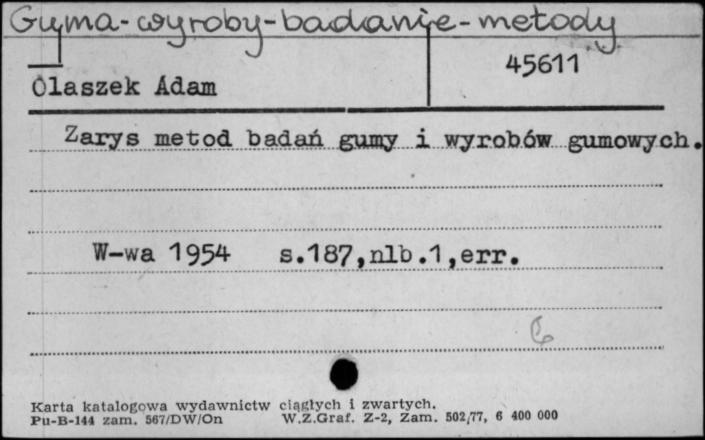 Guma-wyroby-badanie-metody
45611
Olaszek Adam
Zarys metod badań gumy i wyrobów gumowych.
W-wa 1954 s.187,nlb.1,err.
Karta katalogowa wydawnictw ciągłych i zwartych.
Pu-B-144 zam. 567/DW/On W.Z.Graf. Z-2, Zam. 502/77, 6 400 000